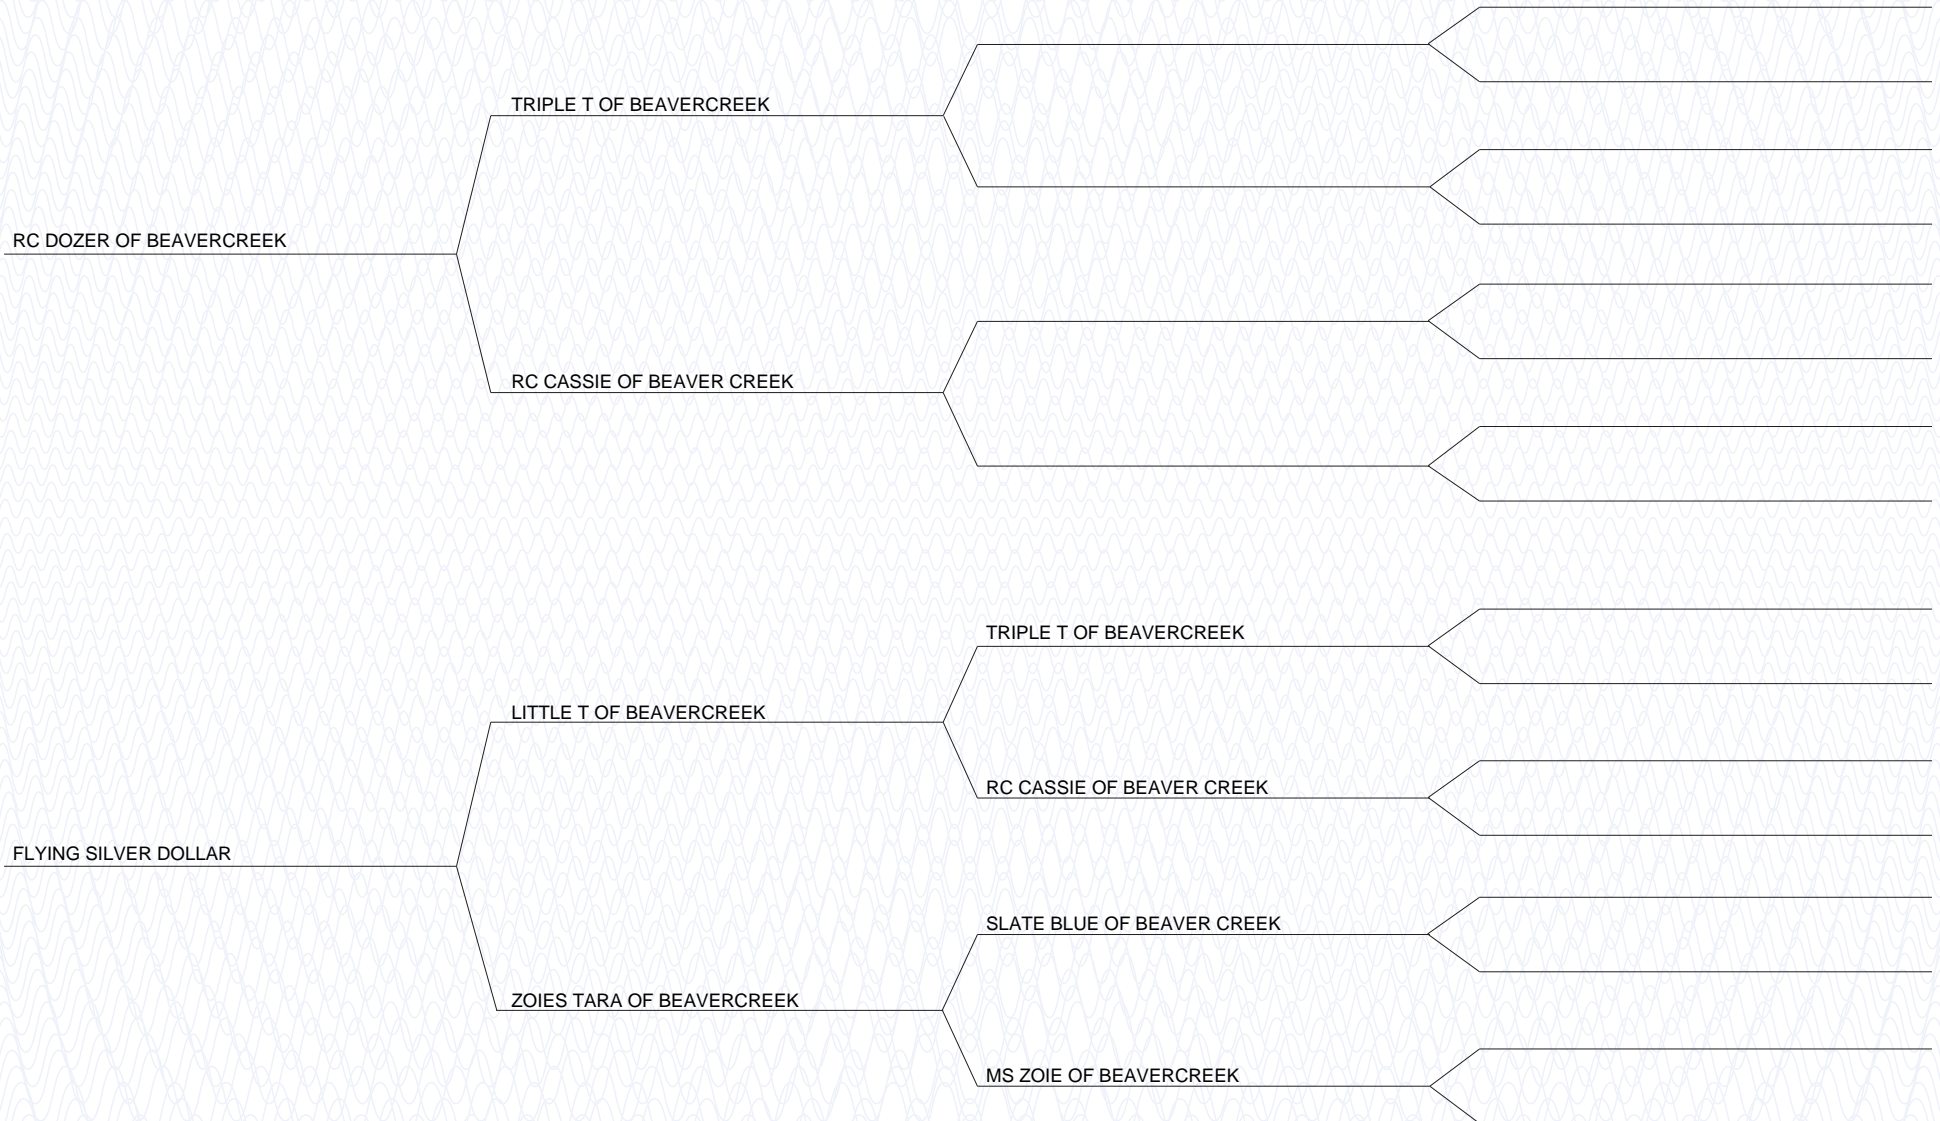 TRIPLE T OF BEAVERCREEK
RC DOZER OF BEAVERCREEK
RC CASSIE OF BEAVER CREEK
TRIPLE T OF BEAVERCREEK
LITTLE T OF BEAVERCREEK
RC CASSIE OF BEAVER CREEK
FLYING SILVER DOLLAR
SLATE BLUE OF BEAVER CREEK
ZOIES TARA OF BEAVERCREEK
MS ZOIE OF BEAVERCREEK